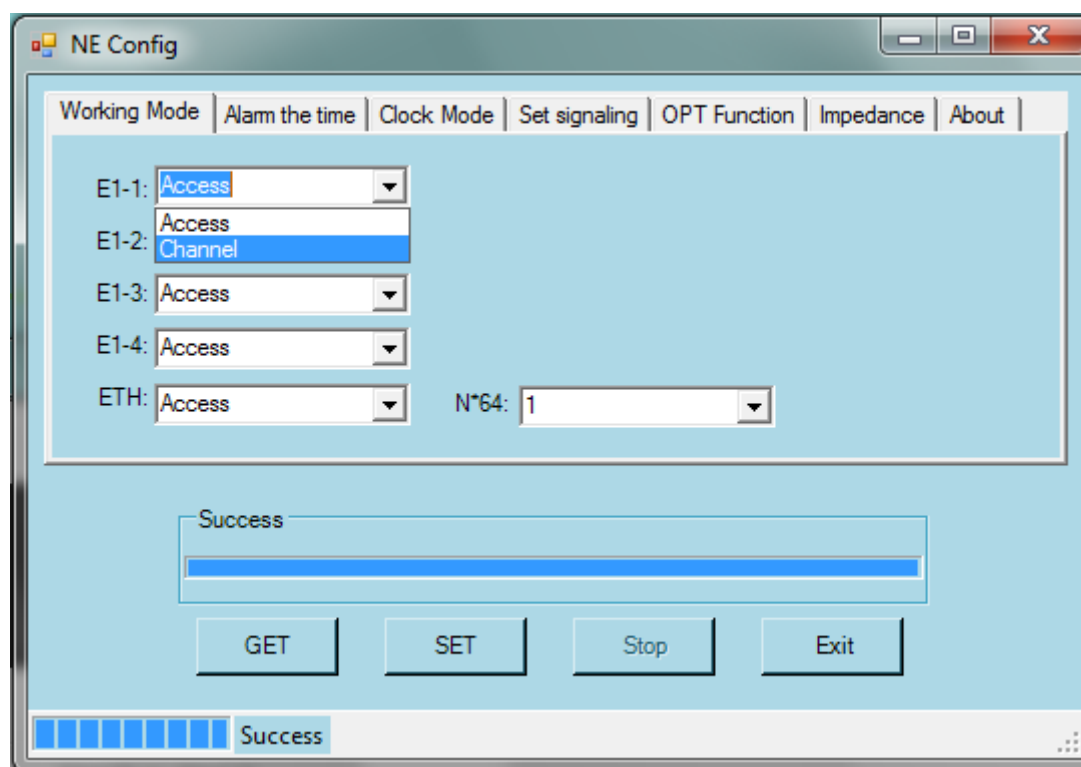 NE Config
Working Mode Alarm the time Clock Mode Set signaling OPT Function Impedance About
E1-1: Access
Access
E1-2: Channel
E1-3: Access
E1-4: Access
ETH: Access N*64: 1
Success
GET SET Stop Exit
Success